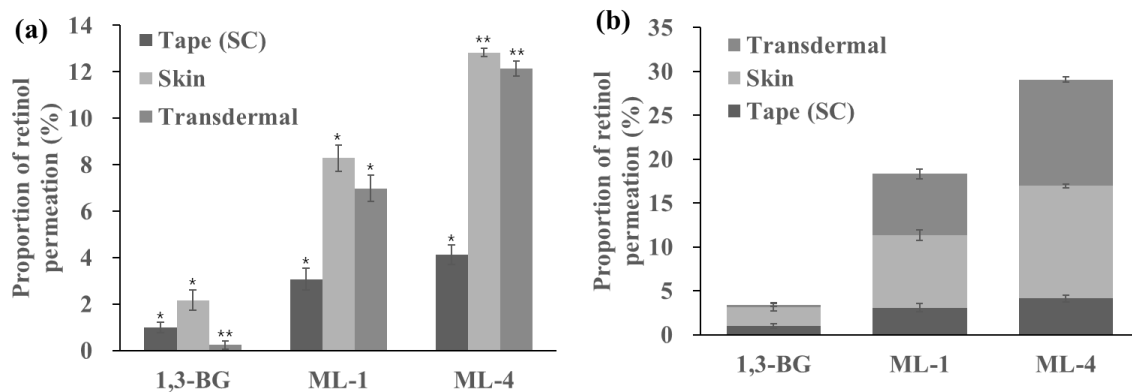 (a)
Proportion of retinol
permeation (%)
14
12
10
8
6
4
2
0
Tape (SC)
Skin
Transdermal
*
*
**
*
*
*
*
**
**
1,3-BG
ML-1
ML-4
(b)
Proportion of retinol
permeation (%)
35
30
25
20
15
10
5
0
Transdermal
Skin
Tape (SC)
1,3-BG
ML-1
ML-4